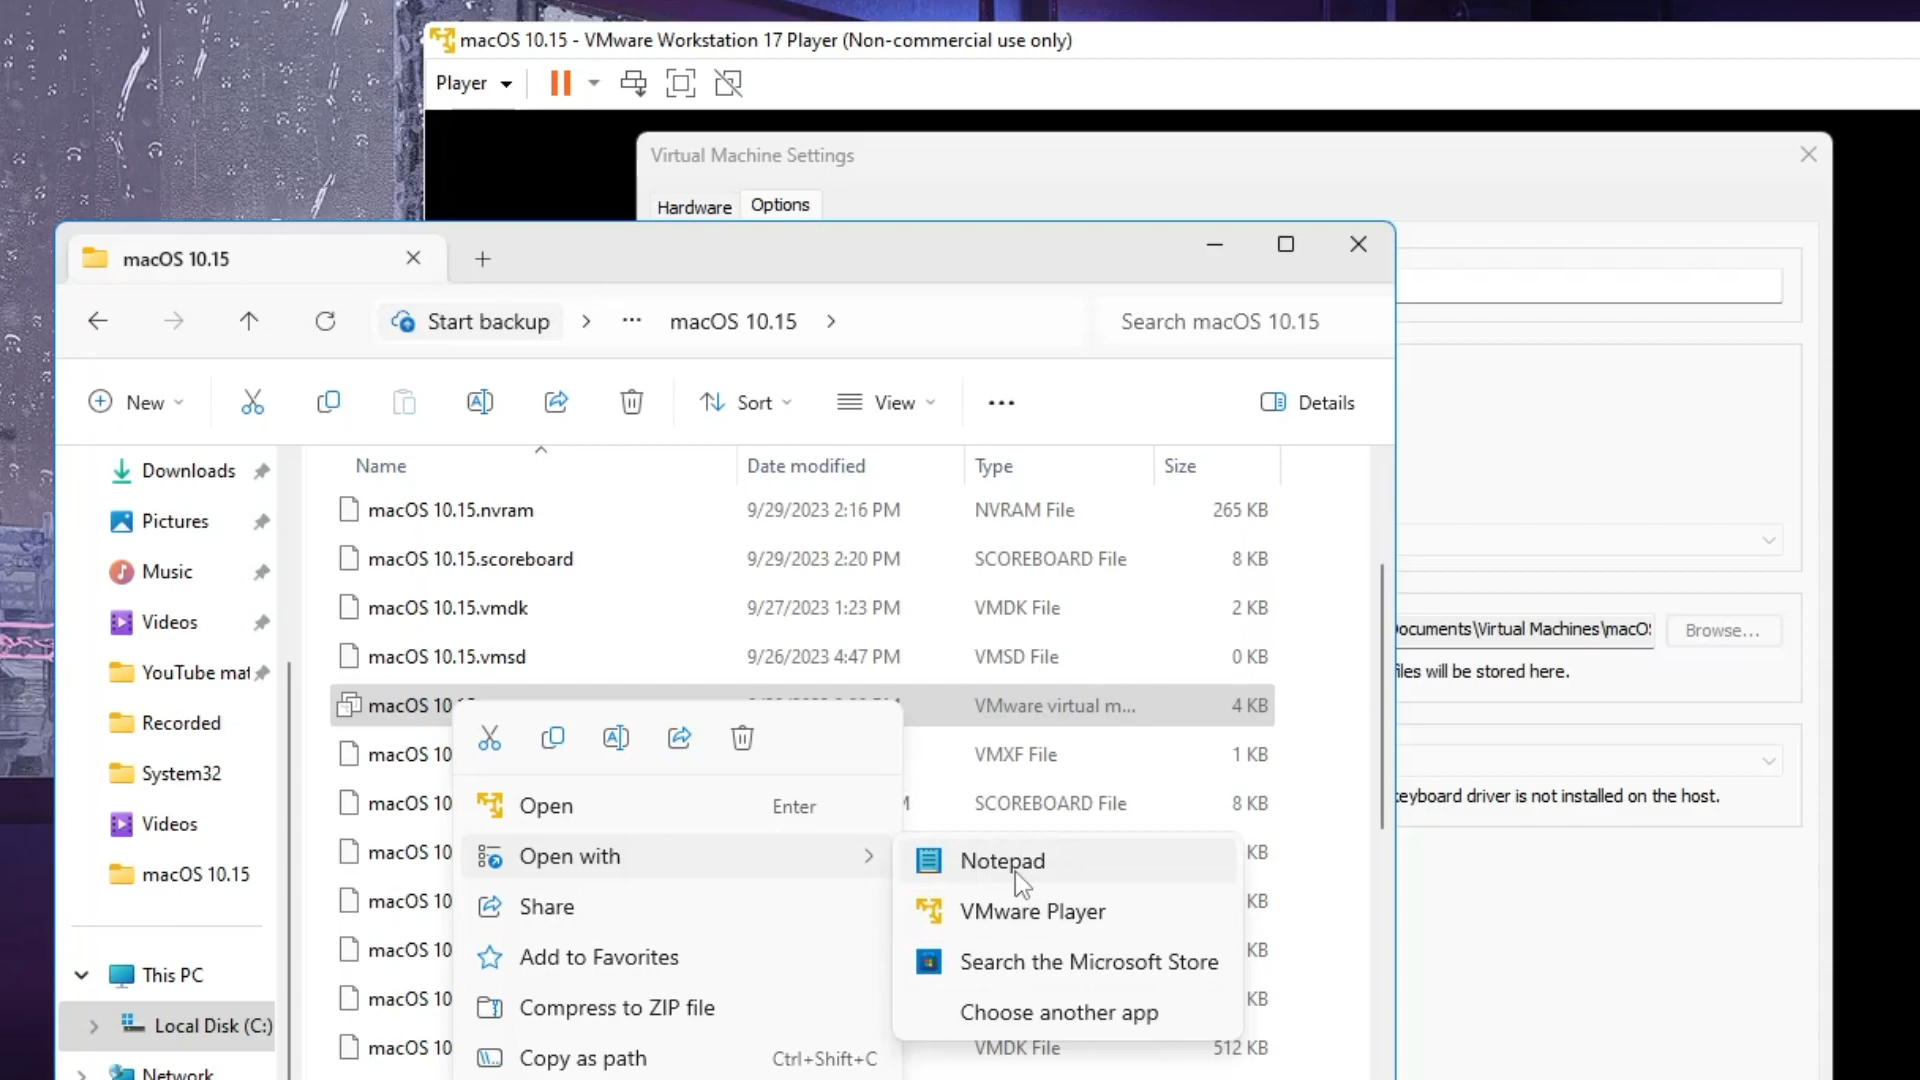 macOS 10.15 - VMware Workstation 17 Player (Non-commercial use only)
Player
Virtual Machine Settings
Hardware
Options
macOS 10.15
Start backup
...
macOS 10.15
Search macOS 10.15
New
Sort
View
Details
Name
Date modified
Type
Size
Downloads
Pictures
Music
Videos
YouTube mat
Recorded
System32
Videos
macOS 10.15
This PC
Local Disk (C:)
Network
macOS 10.15.nvram 9/29/2023 2:16 PM NVRAM File 265 KB
macOS 10.15.scoreboard 9/29/2023 2:20 PM SCOREBOARD File 8 KB
macOS 10.15.vmdk 9/27/2023 1:23 PM VMDK File 2 KB
macOS 10.15.vmsd 9/26/2023 4:47 PM VMSD File 0 KB
macOS 10 VMware virtual m... 4 KB
macOS 10 VMXF File 1 KB
macOS 10 SCOREBOARD File 8 KB
macOS 10 KB
macOS 10 KB
macOS 10 KB
macOS 10 KB
macOS 10 VMDK File 512 KB
Open Enter
Open with
Share
Add to Favorites
Compress to ZIP file
Copy as path Ctrl+Shift+C
Notepad
VMware Player
Search the Microsoft Store
Choose another app
ocuments\Virtual Machines\macOS
Browse...
files will be stored here.
keyboard driver is not installed on the host.